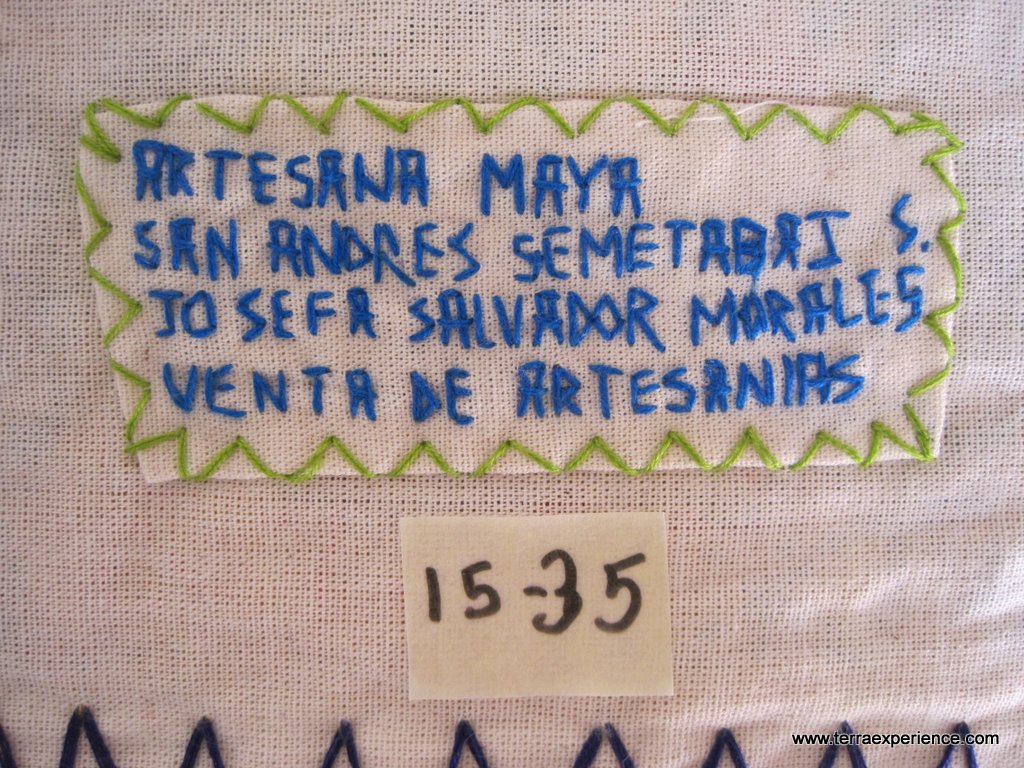 ARTESANA MAYA
SAN ANDRES SEMETABAJ S.
JOSEFA SALVADOR MORALES
VENTA DE ARTESANIAS
15-35
www.terraexperience.com